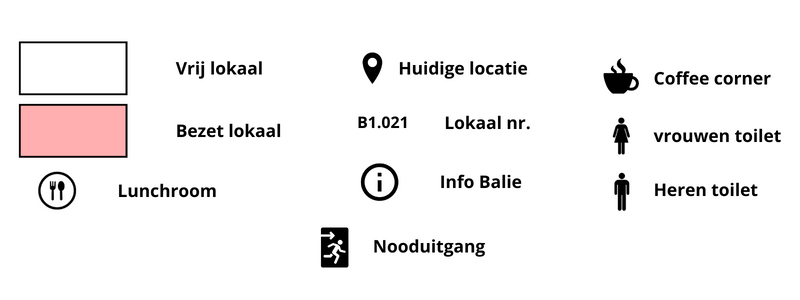 Vrij lokaal
Huidige locatie
Coffee corner
Bezet lokaal
B1.021
Lokaal nr.
vrouwen toilet
Lunchroom
Info Balie
Heren toilet
Nooduitgang